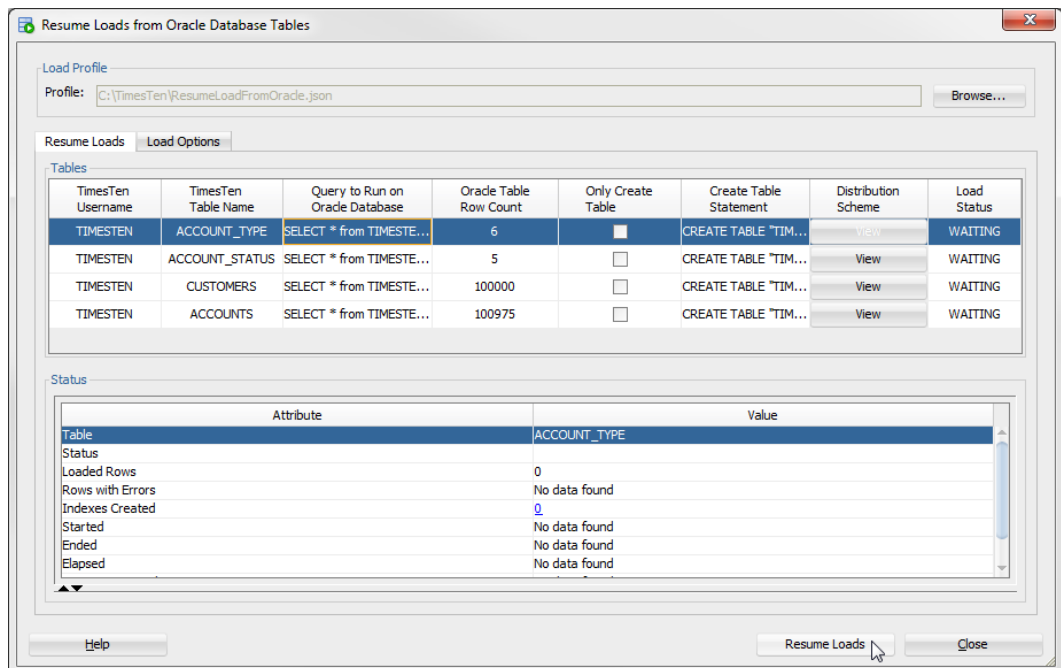 Resume Loads from Oracle Database Tables
Load Profile
Profile: C:\TimesTen\ResumeLoadFromOracle.json Browse...
Resume Loads Load Options
Tables
TimesTen Username TimesTen Table Name Query to Run on Oracle Database Oracle Table Row Count Only Create Table Create Table Statement Distribution Scheme Load Status
TIMESTEN ACCOUNT_TYPE SELECT * from TIMESTE... 6 CREATE TABLE "TIM... View WAITING
TIMESTEN ACCOUNT_STATUS SELECT * from TIMESTE... 5 CREATE TABLE "TIM... View WAITING
TIMESTEN CUSTOMERS SELECT * from TIMESTE... 100000 CREATE TABLE "TIM... View WAITING
TIMESTEN ACCOUNTS SELECT * from TIMESTE... 100975 CREATE TABLE "TIM... View WAITING
Status
Attribute Value
Table ACCOUNT_TYPE
Status
Loaded Rows 0
Rows with Errors No data found
Indexes Created 0
Started No data found
Ended No data found
Elapsed No data found
Help Resume Loads Close